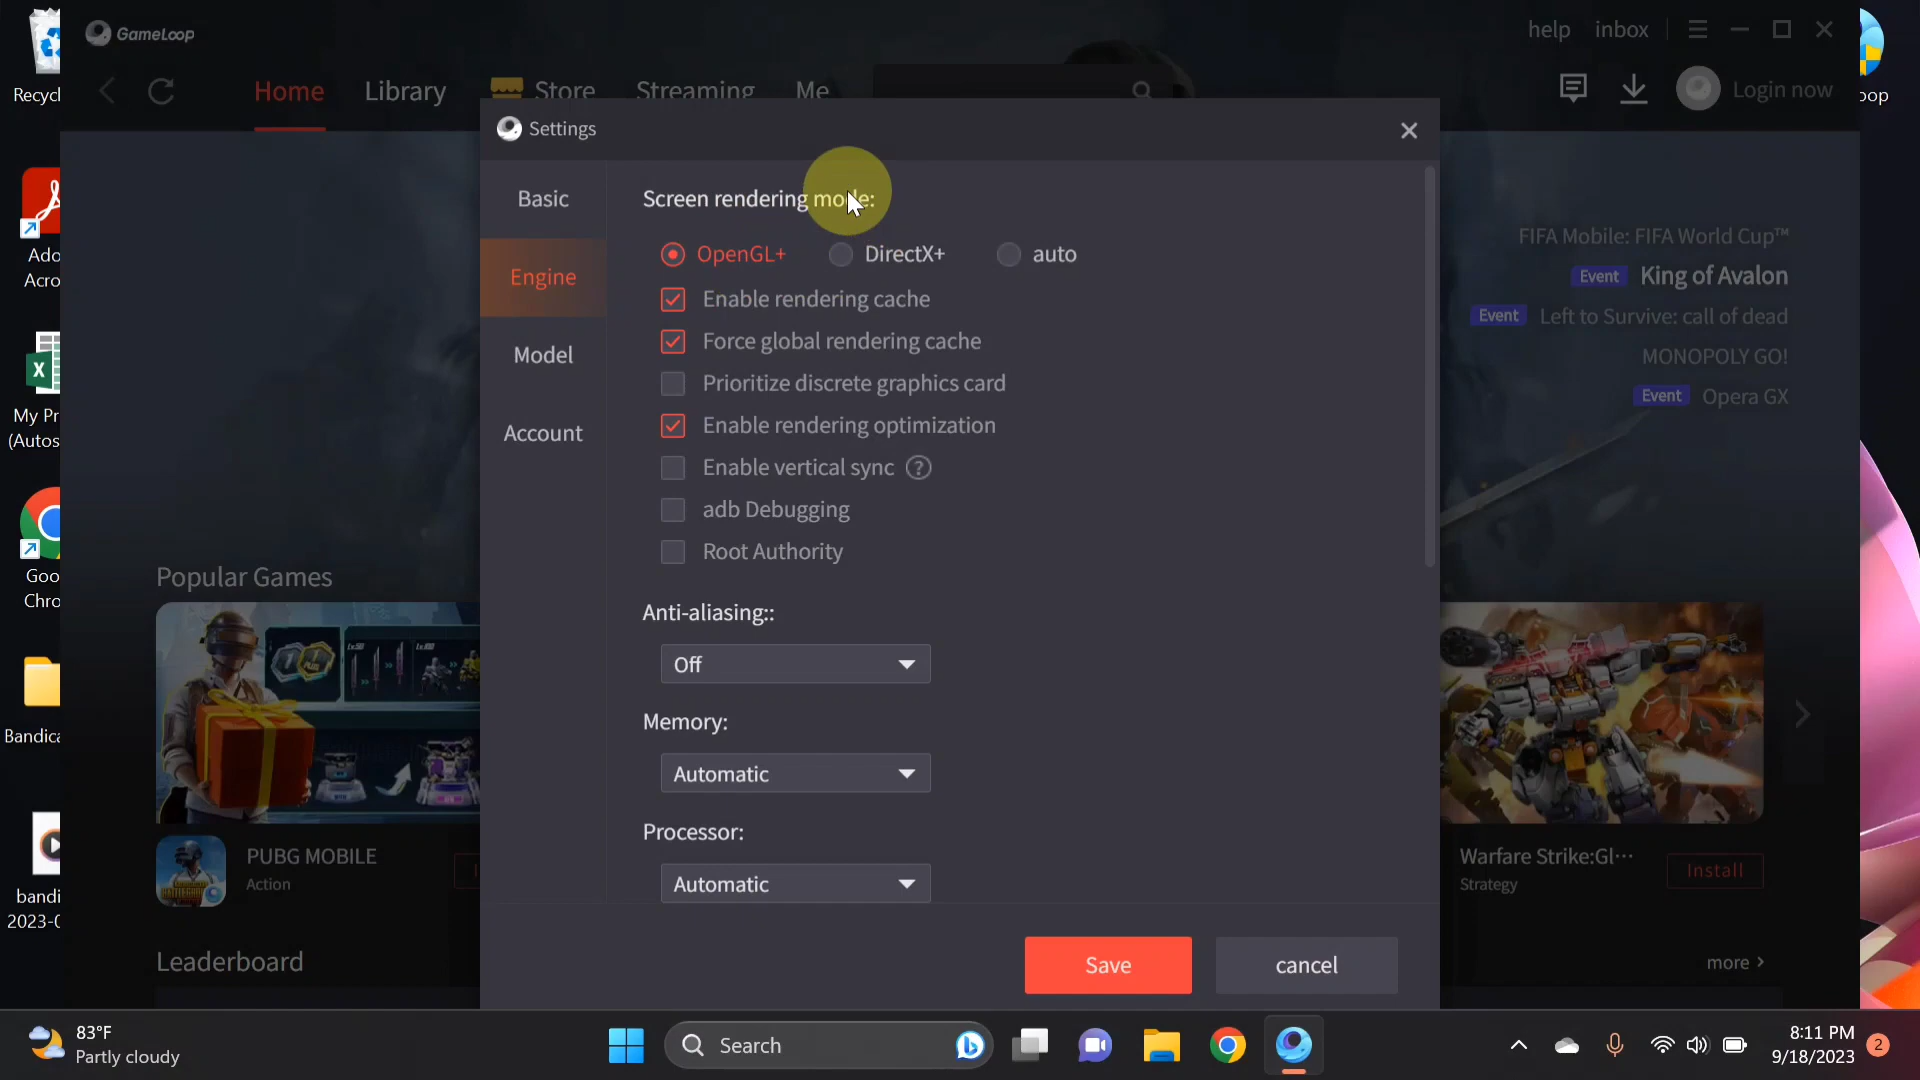 GameLoop
help inbox
Recycl
Home Library Store Streaming Me
Login now
oop
Settings
Basic
Engine
Model
Account
Screen rendering mode:
OpenGL+ DirectX+ auto
Enable rendering cache
Force global rendering cache
Prioritize discrete graphics card
Enable rendering optimization
Enable vertical sync ?
adb Debugging
Root Authority
Anti-aliasing::
Off
Memory:
Automatic
Processor:
Automatic
Save cancel
FIFA Mobile: FIFA World Cup™
Event King of Avalon
Event Left to Survive: call of dead
MONOPOLY GO!
Event Opera GX
Ado
Acro
My Pr
(Autos
Goo
Chro
Bandica
bandi
2023-0
Popular Games
PUBG MOBILE
Action
Warfare Strike:Gl···
Strategy
Install
Leaderboard
more >
83°F
Partly cloudy
Search
8:11 PM
9/18/2023
2